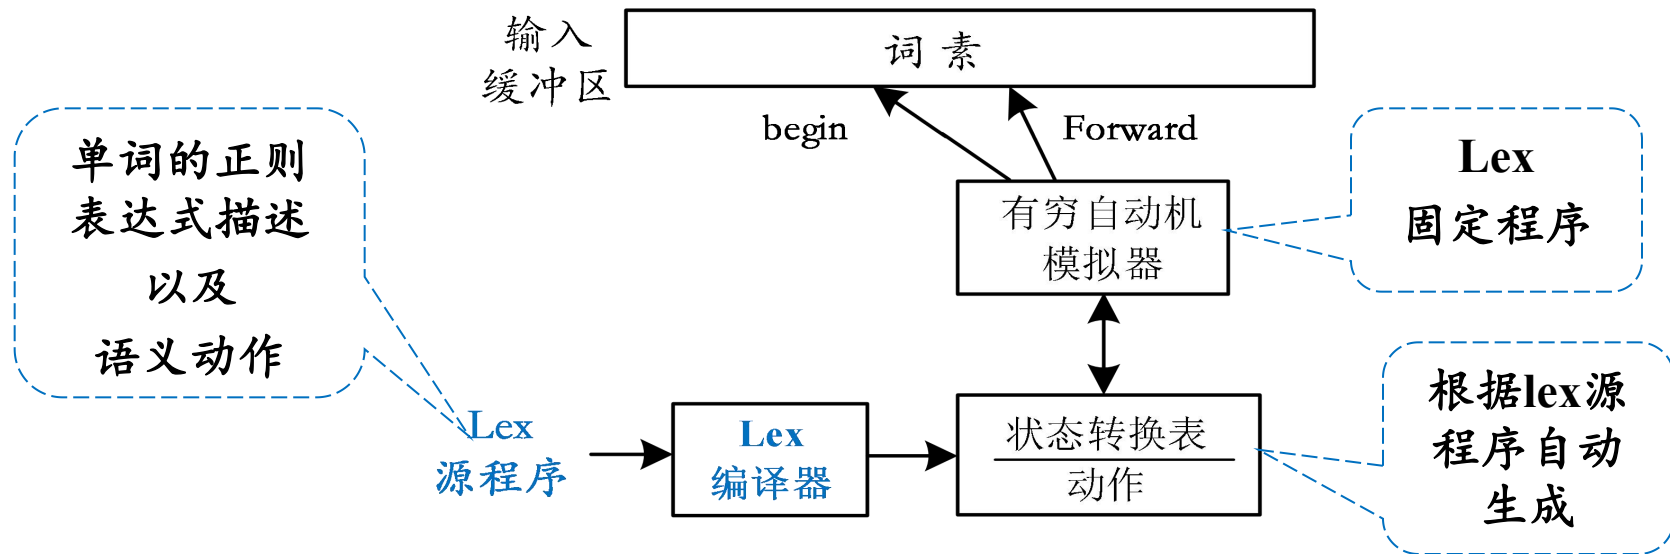 输入
缓冲区
词 素
begin
Forward
单词的正则
表达式描述
以及
语义动作
Lex
固定程序
有穷自动机
模拟器
Lex
源程序
Lex
编译器
状态转换表
动作
根据lex源
程序自动
生成